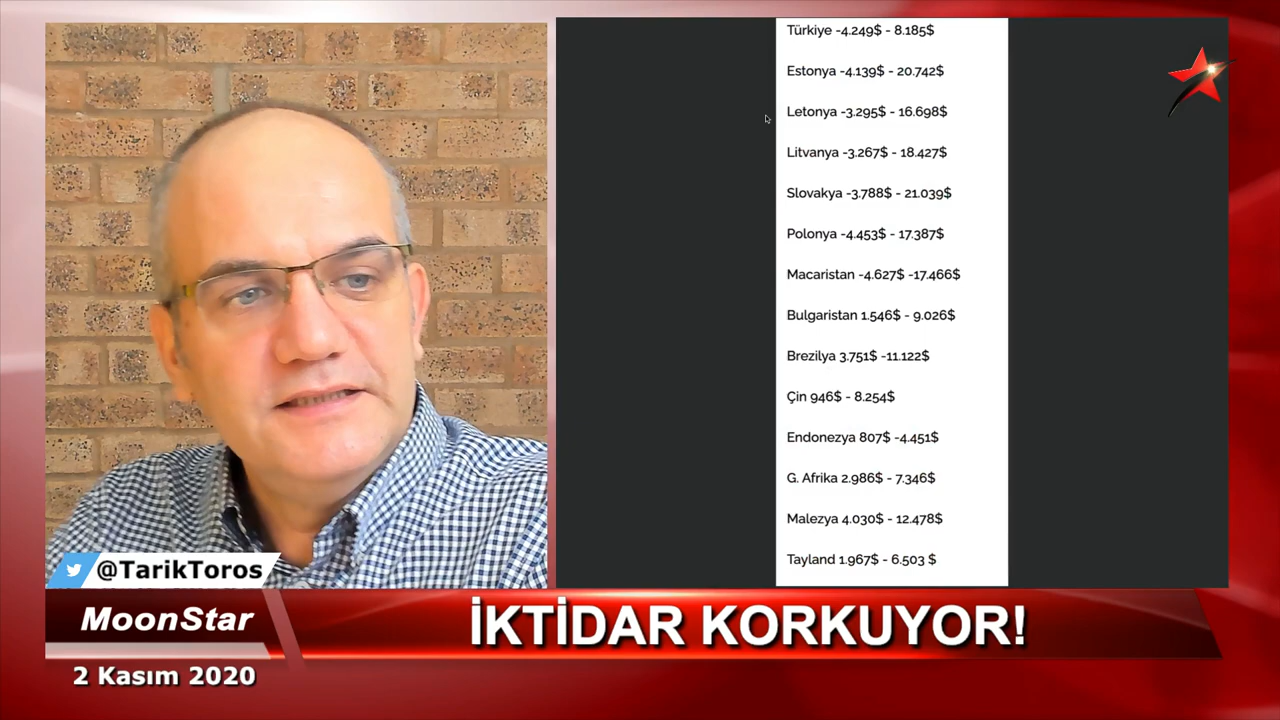 Türkiye -4.249$ - 8.185$
Estonya -4.139$ - 20.742$
Letonya -3.295$ - 16.698$
Litvanya -3.267$ - 18.427$
Slovakya -3.788$ - 21.039$
Polonya -4.453$ - 17.387$
Macaristan -4.627$ -17.466$
Bulgaristan 1.546$ - 9.026$
Brezilya 3.751$ -11.122$
Çin 946$ - 8.254$
Endonezya 807$ -4.451$
G. Afrika 2.986$ - 7.346$
Malezya 4.030$ - 12.478$
Tayland 1.967$ - 6.503 $
@TarikToros
MoonStar
İKTİDAR KORKUYOR!
2 Kasım 2020